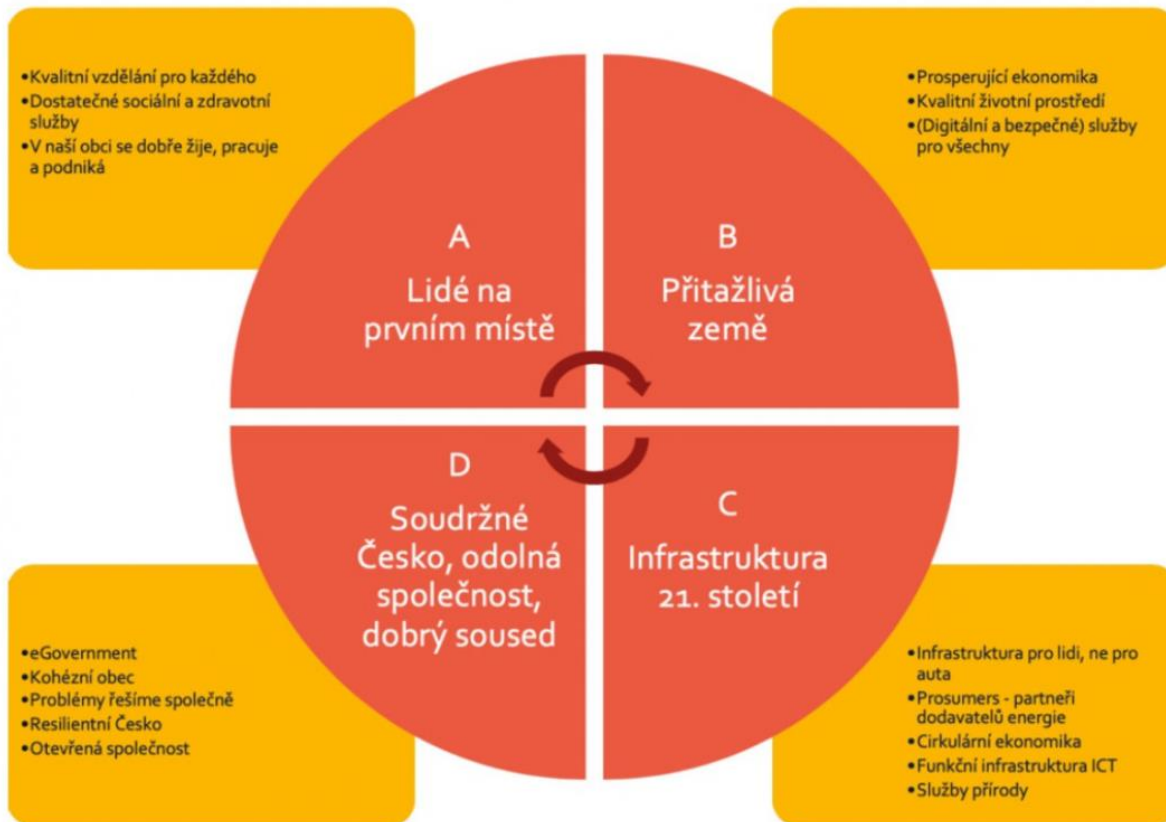 •Kvalitní vzdělání pro každého
•Dostatečné sociální a zdravotní
služby
•V naší obci se dobře žije, pracuje
a podniká
•Prosperující ekonomika
•Kvalitní životní prostředí
•(Digitální a bezpečné) služby
pro všechny
A
Lidé na
prvním místě
B
Přitažlivá
země
D
Soudržné
Česko, odolná
společnost,
dobrý soused
C
Infrastruktura
21. století
•eGovernment
•Kohézní obec
•Problémy řešíme společně
•Resilientní Česko
•Otevřená společnost
•Infrastruktura pro lidi, ne pro
auta
•Prosumers - partneři
dodavatelů energie
•Cirkulární ekonomika
•Funkční infrastruktura ICT
•Služby přírody